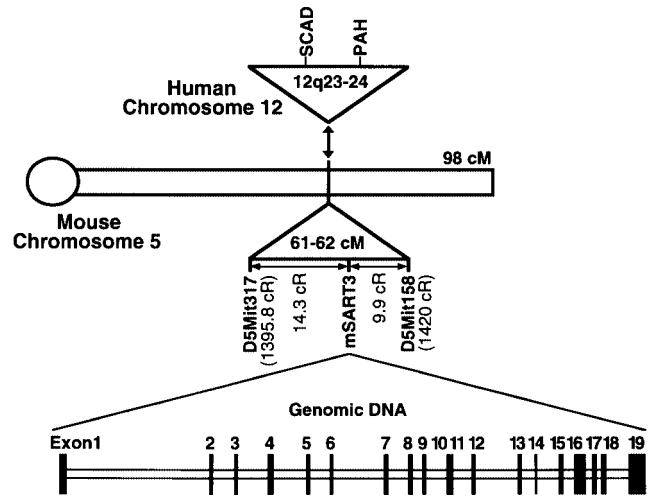 SCAD
PAH
12q23-24
Human
Chromosome 12
98 cM
Mouse
Chromosome 5
61-62 cM
D5Mit317
(1395.8 cR)
14.3 cR
mSART3
9.9 cR
D5Mit158
(1420 cR)
Genomic DNA
Exon1 2 3 4 5 6 7 8 9 10 11 12 13 14 15 16 17 18 19